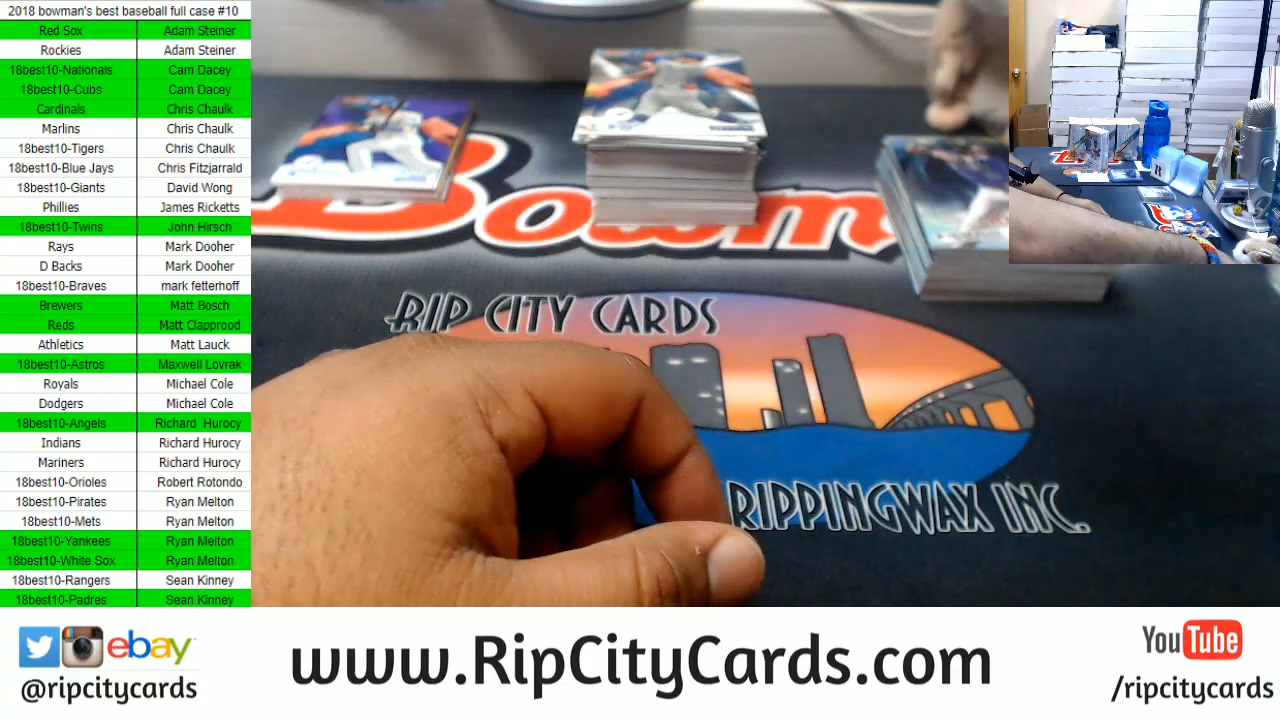 2018 bowman's best baseball full case #10
Red Sox Adam Steiner
Rockies Adam Steiner
18best10-Nationals Cam Dacey
18best10-Cubs Cam Dacey
Cardinals Chris Chaulk
Marlins Chris Chaulk
18best10-Tigers Chris Chaulk
18best10-Blue Jays Chris Fitzjarrald
18best10-Giants David Wong
Phillies James Ricketts
18best10-Twins John Hirsch
Rays Mark Dooher
D Backs Mark Dooher
18best10-Braves mark fetterhoff
Brewers Matt Bosch
Reds Matt Clapprood
Athletics Matt Lauck
18best10-Astros Maxwell Lovrak
Royals Michael Cole
Dodgers Michael Cole
18best10-Angels Richard Hurocy
Indians Richard Hurocy
Mariners Richard Hurocy
18best10-Orioles Robert Rotondo
18best10-Pirates Ryan Melton
18best10-Mets Ryan Melton
18best10-Yankees Ryan Melton
18best10-White Sox Ryan Melton
18best10-Rangers Sean Kinney
18best10-Padres Sean Kinney
RIP CITY CARDS
RIPPINGWAX INC.
ebay
@ripcitycards
www.RipCityCards.com
YouTube
/ripcitycards